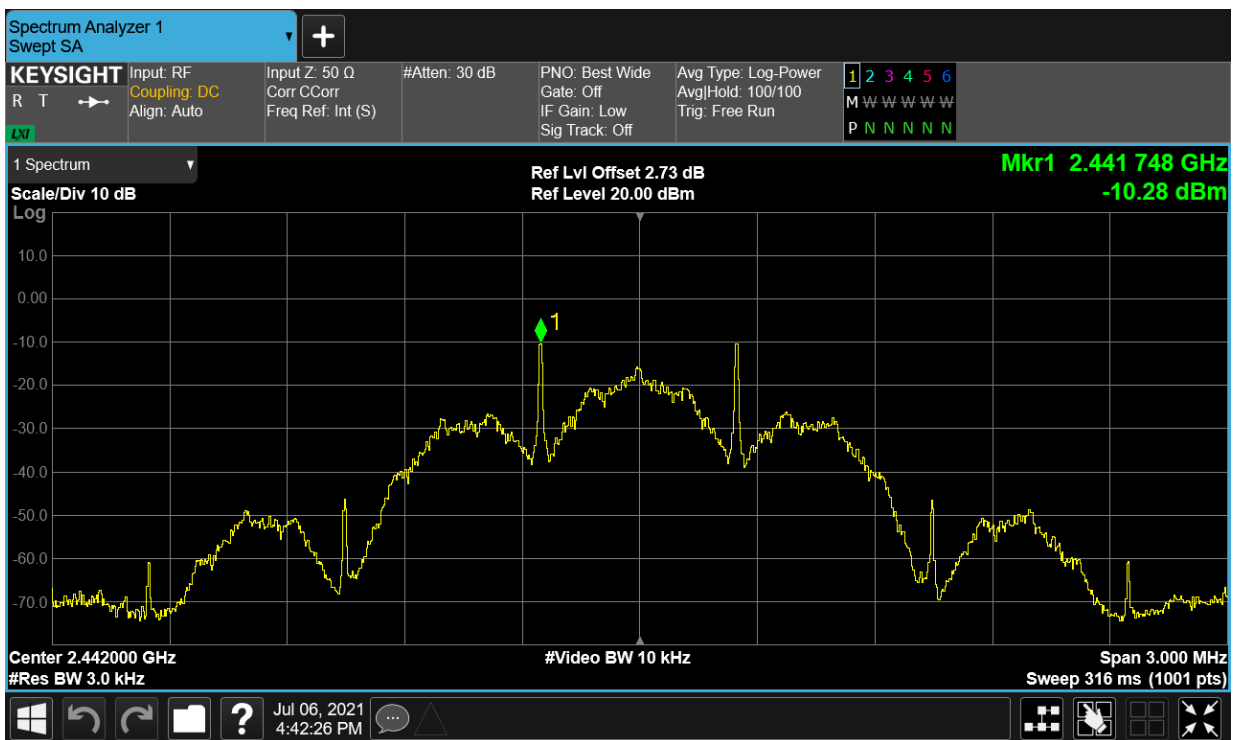 Spectrum Analyzer 1
Swept SA
KEYSIGHT
R T
LXI
Input: RF
Coupling: DC
Align: Auto
Input Z: 50 Ω
Corr CCorr
Freq Ref: Int (S)
#Atten: 30 dB
PNO: Best Wide
Gate: Off
IF Gain: Low
Sig Track: Off
Avg Type: Log-Power
Avg|Hold: 100/100
Trig: Free Run
1 2 3 4 5 6
M W W W W W
P N N N N N
1 Spectrum
Scale/Div 10 dB
Ref Lvl Offset 2.73 dB
Ref Level 20.00 dBm
Mkr1 2.441 748 GHz
-10.28 dBm
Log
10.0
0.00
-10.0
-20.0
-30.0
-40.0
-50.0
-60.0
-70.0
1
Center 2.442000 GHz
#Res BW 3.0 kHz
#Video BW 10 kHz
Span 3.000 MHz
Sweep 316 ms (1001 pts)
?
Jul 06, 2021
4:42:26 PM